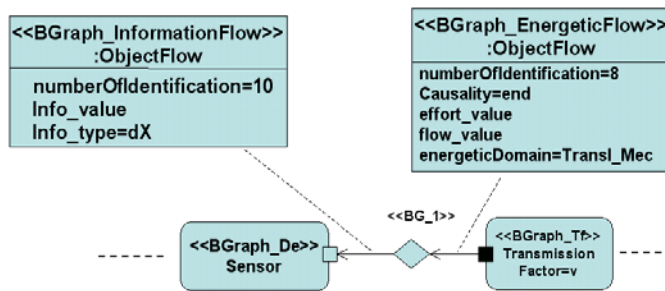 <<BGraph_InformationFlow>>
:ObjectFlow
numberOfIdentification=10
Info_value
Info_type=dX
<<BGraph_EnergeticFlow>>
:ObjectFlow
numberOfIdentification=8
Causality=end
effort_value
flow_value
energeticDomain=Transl_Mec
<<BG_1>>
<<BGraph_De>>
Sensor
<<BGraph_Tf>>
Transmission
Factor=v